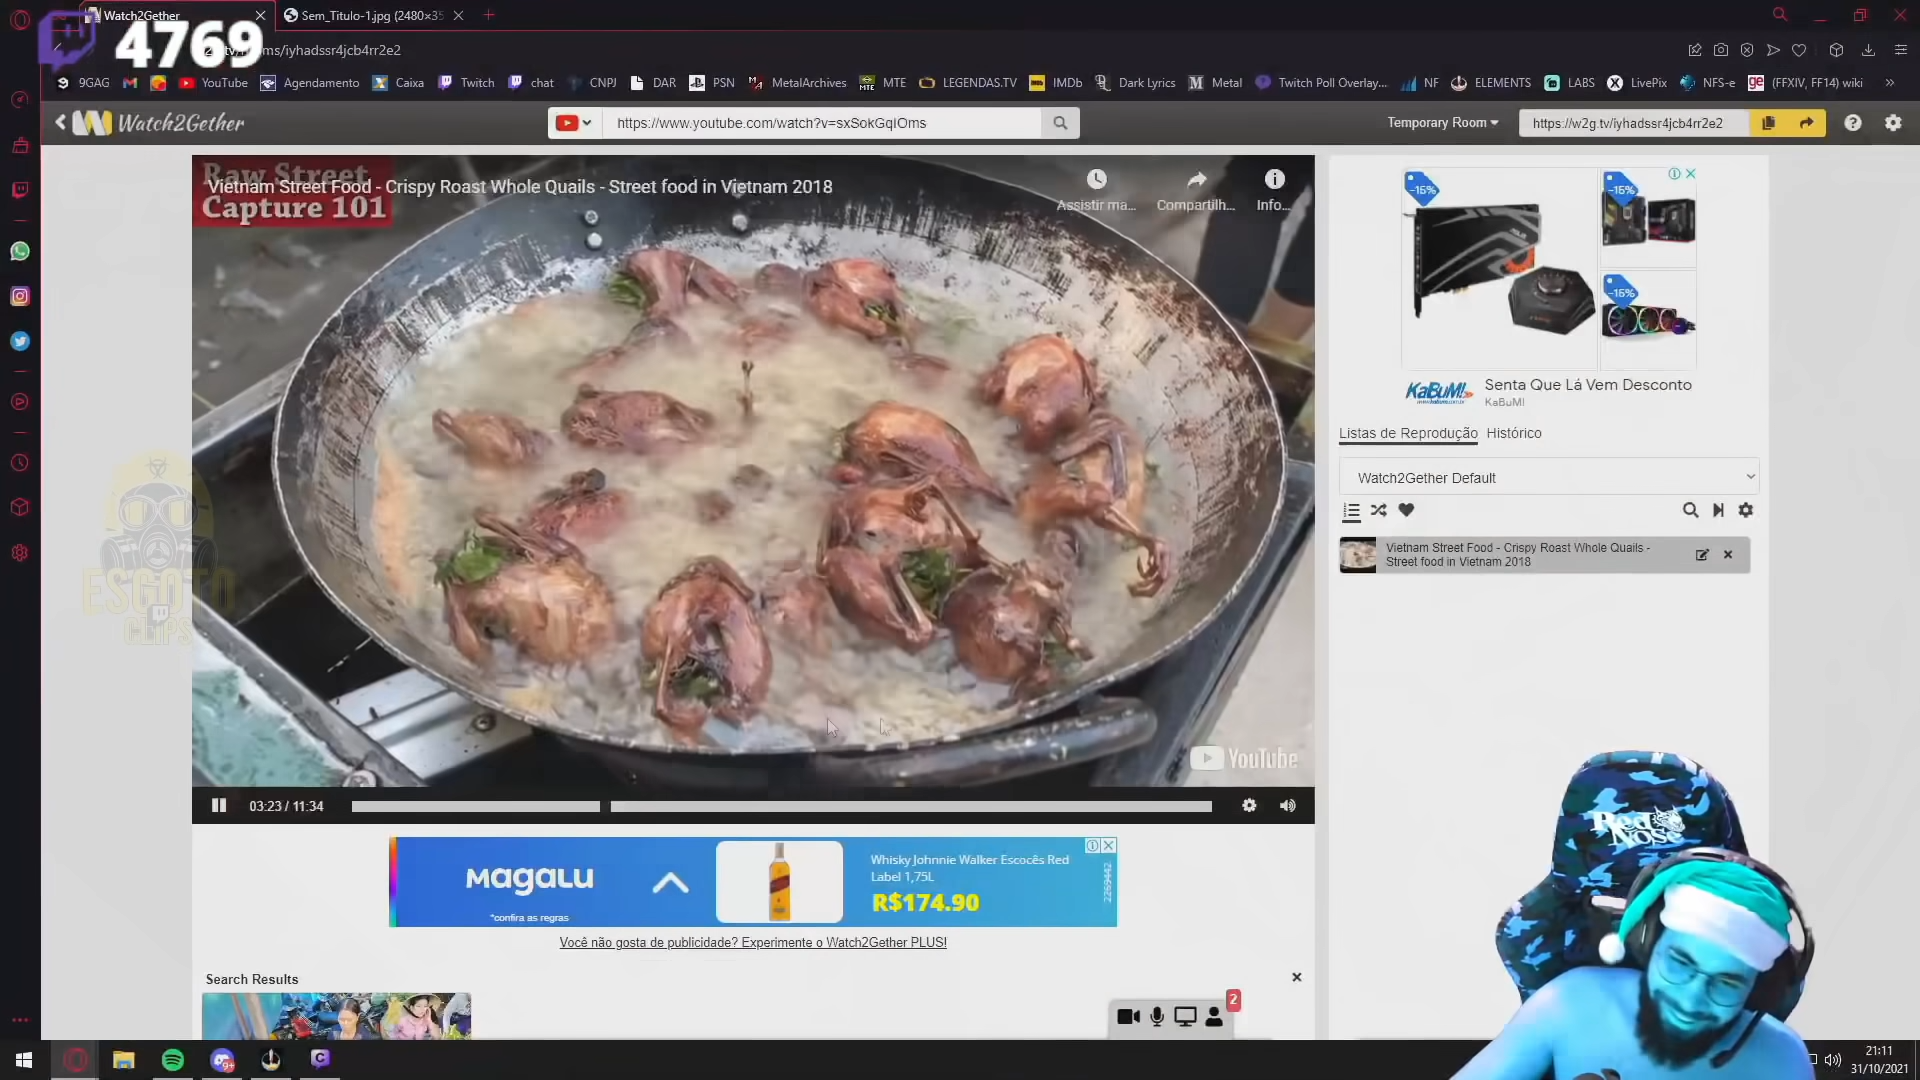 Watch2Gether
Sem_Titulo-1.jpg (2480×35
4769
ms/iyhadssr4jcb4rr2e2
9GAG
YouTube
Agendamento
Caixa
Twitch
chat
CNPJ
DAR
PSN
MetalArchives
MTE
LEGENDAS.TV
IMDb
Dark Lyrics
Metal
Twitch Poll Overlay...
NF
ELEMENTS
LABS
LivePix
NFS-e
(FFXIV, FF14) wiki
Watch2Gether
https://www.youtube.com/watch?v=sxSokGqIOms
Temporary Room
https://w2g.tv/iyhadssr4jcb4rr2e2
Raw Street
Capture 101
Vietnam Street Food - Crispy Roast Whole Quails - Street food in Vietnam 2018
Assistir ma...
Compartilh...
Info...
-15%
-15%
-15%
KaBuM!
Senta Que Lá Vem Desconto
KaBuM!
Listas de Reprodução
Histórico
Watch2Gether Default
Vietnam Street Food - Crispy Roast Whole Quails -
Street food in Vietnam 2018
ESGOTO
CLIPS
YouTube
03:23 / 11:34
Magalu
*confira as regras
Whisky Johnnie Walker Escocês Red
Label 1,75L
R$174.90
2269442
Você não gosta de publicidade? Experimente o Watch2Gether PLUS!
Search Results
2
Red
Nose
9+
21:11
31/10/2021